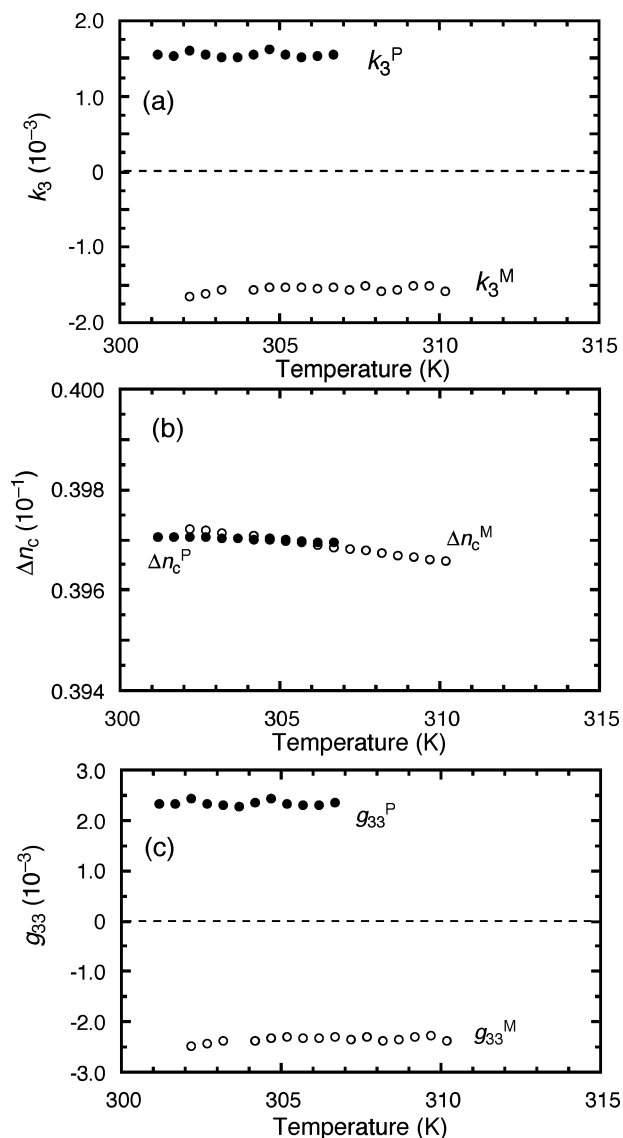 2.0
1.0
0
-1.0
-2.0
k₃ (10⁻³)
(a)
k₃ᴾ
k₃ᴹ
300 305 310 315
Temperature (K)
0.400
0.398
0.396
0.394
Δn_c (10⁻¹)
(b)
Δn_cᴾ
Δn_cᴹ
300 305 310 315
Temperature (K)
3.0
2.0
1.0
0
-1.0
-2.0
-3.0
g₃₃ (10⁻³)
(c)
g₃₃ᴾ
g₃₃ᴹ
300 305 310 315
Temperature (K)